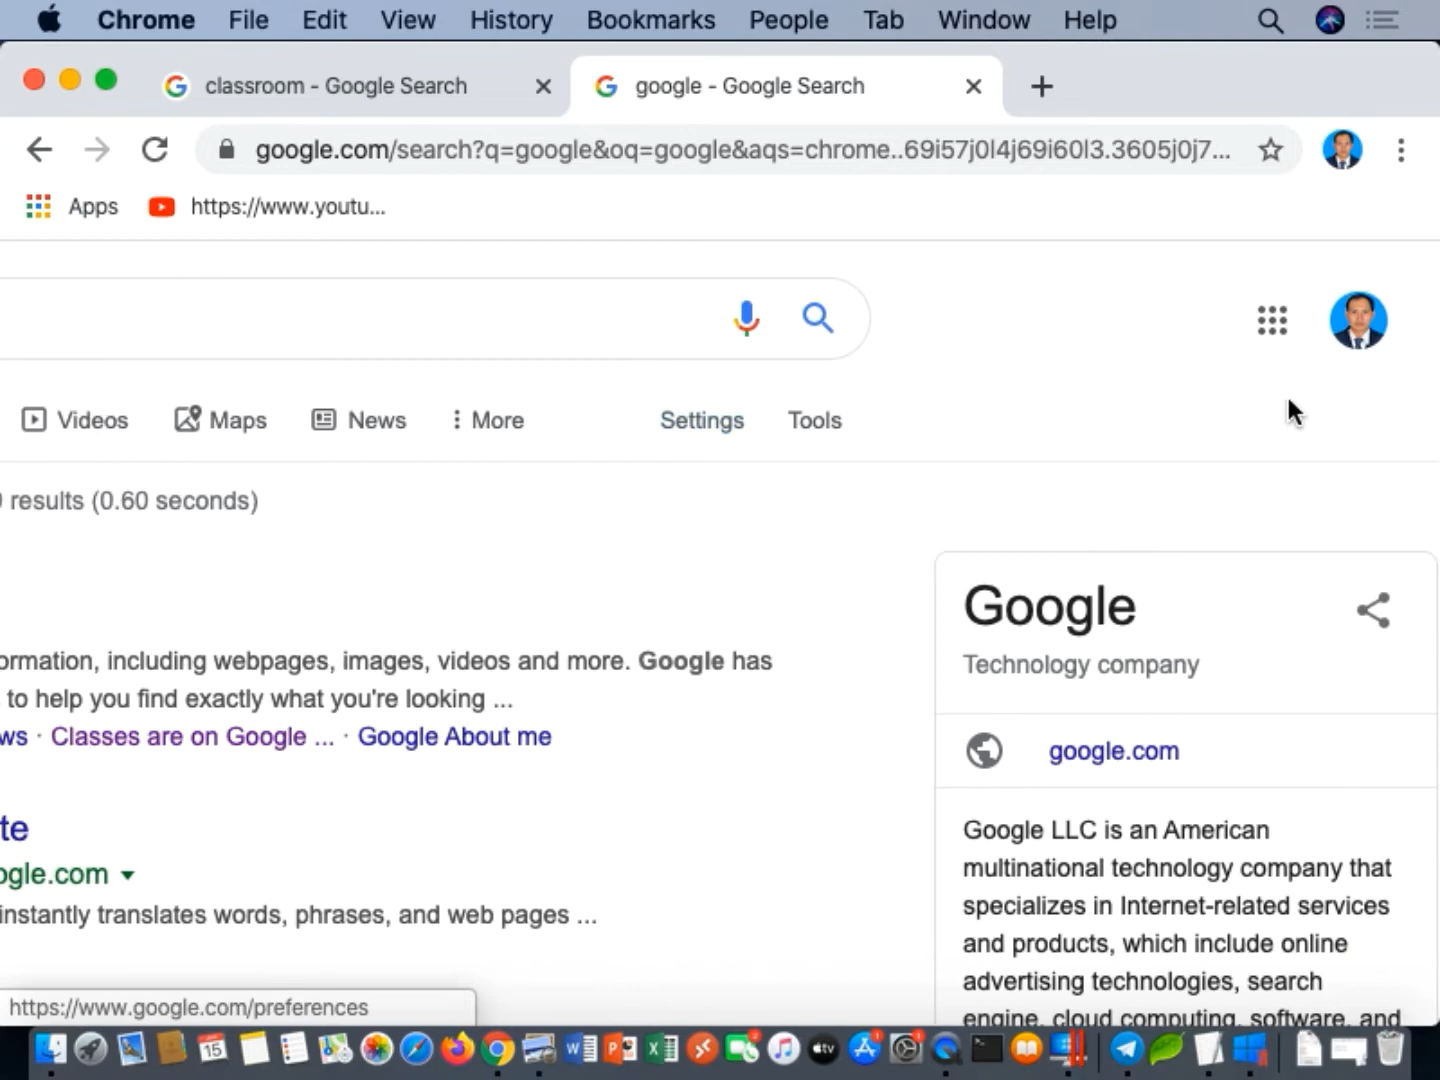 Chrome File Edit View History Bookmarks People Tab Window Help
classroom - Google Search google - Google Search
google.com/search?q=google&oq=google&aqs=chrome..69i57j0l4j69i60l3.3605j0j7...
Apps https://www.youtu...
Videos Maps News More Settings Tools
results (0.60 seconds)
Google
Technology company
ormation, including webpages, images, videos and more. Google has
to help you find exactly what you're looking ...
ws · Classes are on Google ... · Google About me
google.com
te
ogle.com
instantly translates words, phrases, and web pages ...
Google LLC is an American
multinational technology company that
specializes in Internet-related services
and products, which include online
advertising technologies, search
engine, cloud computing, software, and
https://www.google.com/preferences
15
tv